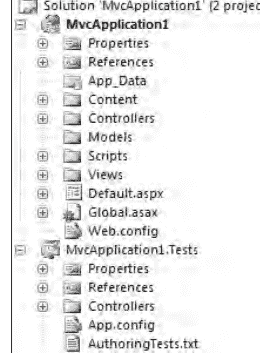 Solution 'MvcApplication1' (2 projec
MvcApplication1
Properties
References
App_Data
Content
Controllers
Models
Scripts
Views
Default.aspx
Global.asax
Web.config
MvcApplication1.Tests
Properties
References
Controllers
App.config
AuthoringTests.txt